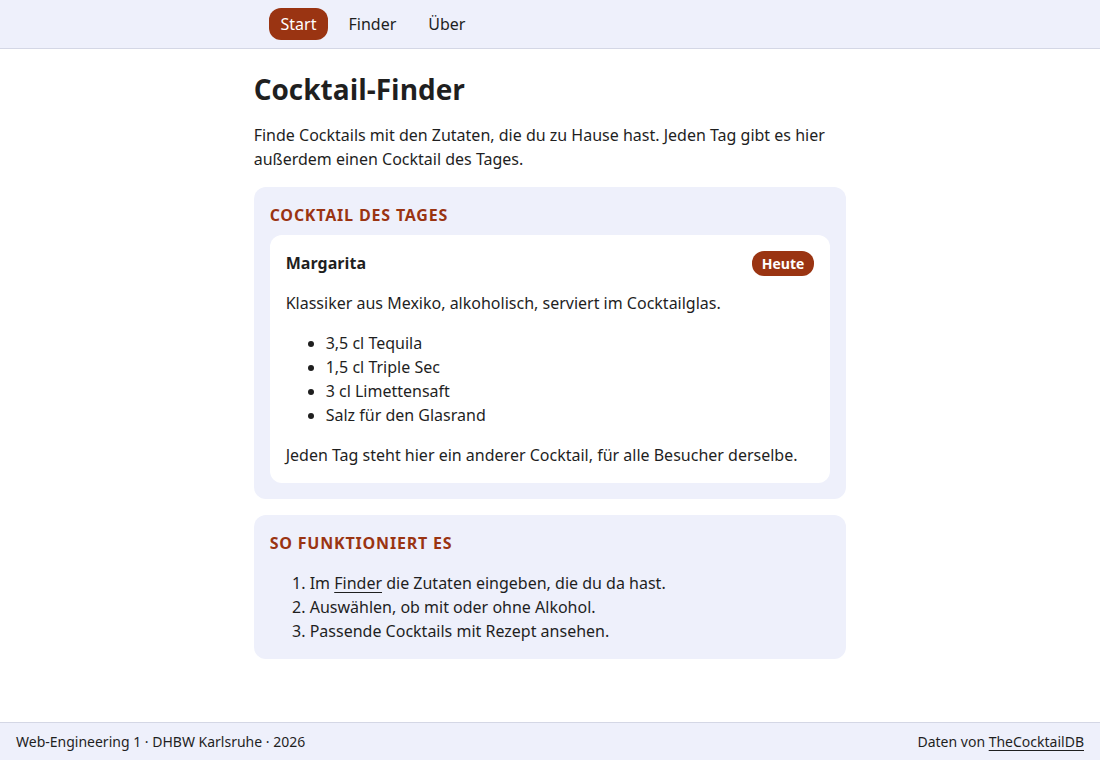 Start Finder Über
Cocktail-Finder
Finde Cocktails mit den Zutaten, die du zu Hause hast. Jeden Tag gibt es hier
außerdem einen Cocktail des Tages.
COCKTAIL DES TAGES
Margarita Heute
Klassiker aus Mexiko, alkoholisch, serviert im Cocktailglas.
• 3,5 cl Tequila
• 1,5 cl Triple Sec
• 3 cl Limettensaft
• Salz für den Glasrand
Jeden Tag steht hier ein anderer Cocktail, für alle Besucher derselbe.
SO FUNKTIONIERT ES
1. Im Finder die Zutaten eingeben, die du da hast.
2. Auswählen, ob mit oder ohne Alkohol.
3. Passende Cocktails mit Rezept ansehen.
Web-Engineering 1 · DHBW Karlsruhe · 2026 Daten von TheCocktailDB